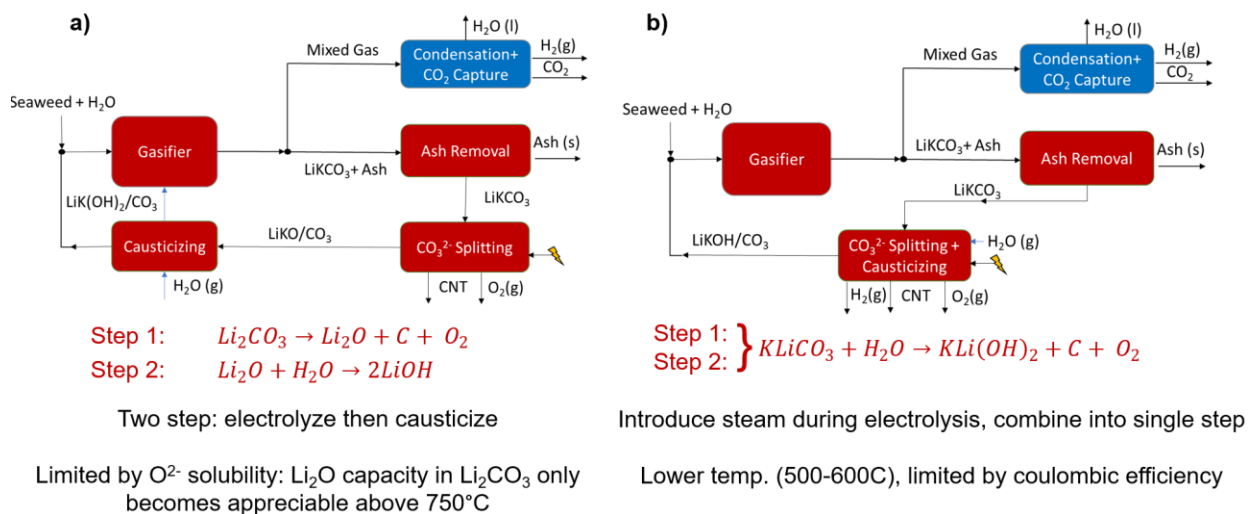 a)
H₂O (l)
Mixed Gas
Condensation+
CO₂ Capture
H₂(g)
CO₂
Seaweed + H₂O
Gasifier
Ash Removal
Ash (s)
LiKCO₃+ Ash
LiK(OH)₂/CO₃
LiKCO₃
Causticizing
LiKO/CO₃
CO₃²⁻ Splitting
H₂O (g)
CNT
O₂(g)
Step 1: Li₂CO₃ → Li₂O + C + O₂
Step 2: Li₂O + H₂O → 2LiOH
Two step: electrolyze then causticize
Limited by O²⁻ solubility: Li₂O capacity in Li₂CO₃ only
becomes appreciable above 750°C
b)
H₂O (l)
Mixed Gas
Condensation+
CO₂ Capture
H₂(g)
CO₂
Seaweed + H₂O
Gasifier
Ash Removal
Ash (s)
LiKCO₃+ Ash
LiKCO₃
LiKOH/CO₃
CO₃²⁻ Splitting +
Causticizing
H₂O (g)
H₂(g)
CNT
O₂(g)
Step 1:
Step 2:
} KLiCO₃ + H₂O → KLi(OH)₂ + C + O₂
Introduce steam during electrolysis, combine into single step
Lower temp. (500-600C), limited by coulombic efficiency